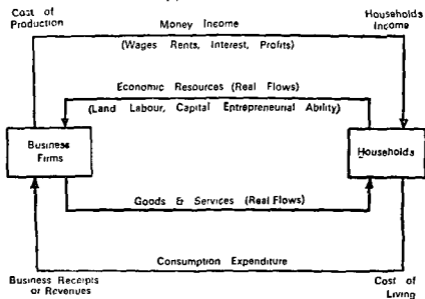 Cost of
Production
Money Income
Households
Income
(Wages Rents, Interest, Profits)
Economic Resources (Real Flows)
(Land Labour, Capital Entrepreneurial Ability)
Business
Firms
Households
Goods & Services (Real Flows)
Consumption Expenditure
Business Receipts
or Revenues
Cost of
Living